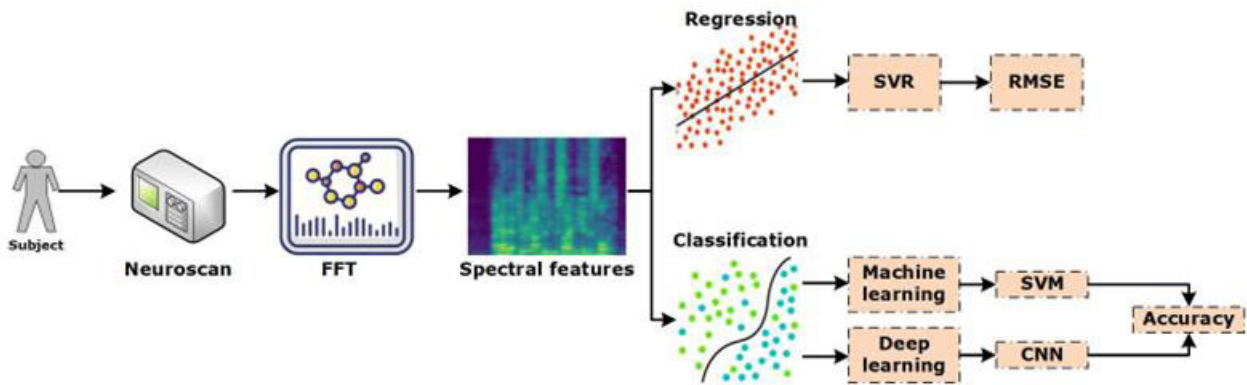 Regression
SVR
RMSE
Subject
Neuroscan
FFT
Spectral features
Classification
Machine
learning
SVM
Accuracy
Deep
learning
CNN